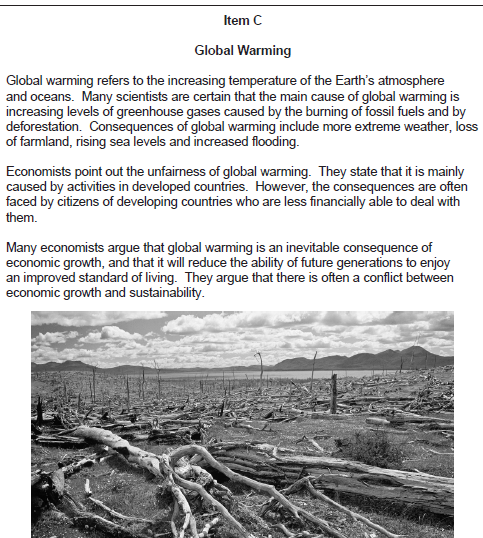 Item C
Global Warming
Global warming refers to the increasing temperature of the Earth's atmosphere
and oceans.  Many scientists are certain that the main cause of global warming is
increasing levels of greenhouse gases caused by the burning of fossil fuels and by
deforestation.  Consequences of global warming include more extreme weather, loss
of farmland, rising sea levels and increased flooding.
Economists point out the unfairness of global warming.  They state that it is mainly
caused by activities in developed countries.  However, the consequences are often
faced by citizens of developing countries who are less financially able to deal with
them.
Many economists argue that global warming is an inevitable consequence of
economic growth, and that it will reduce the ability of future generations to enjoy
an improved standard of living.  They argue that there is often a conflict between
economic growth and sustainability.